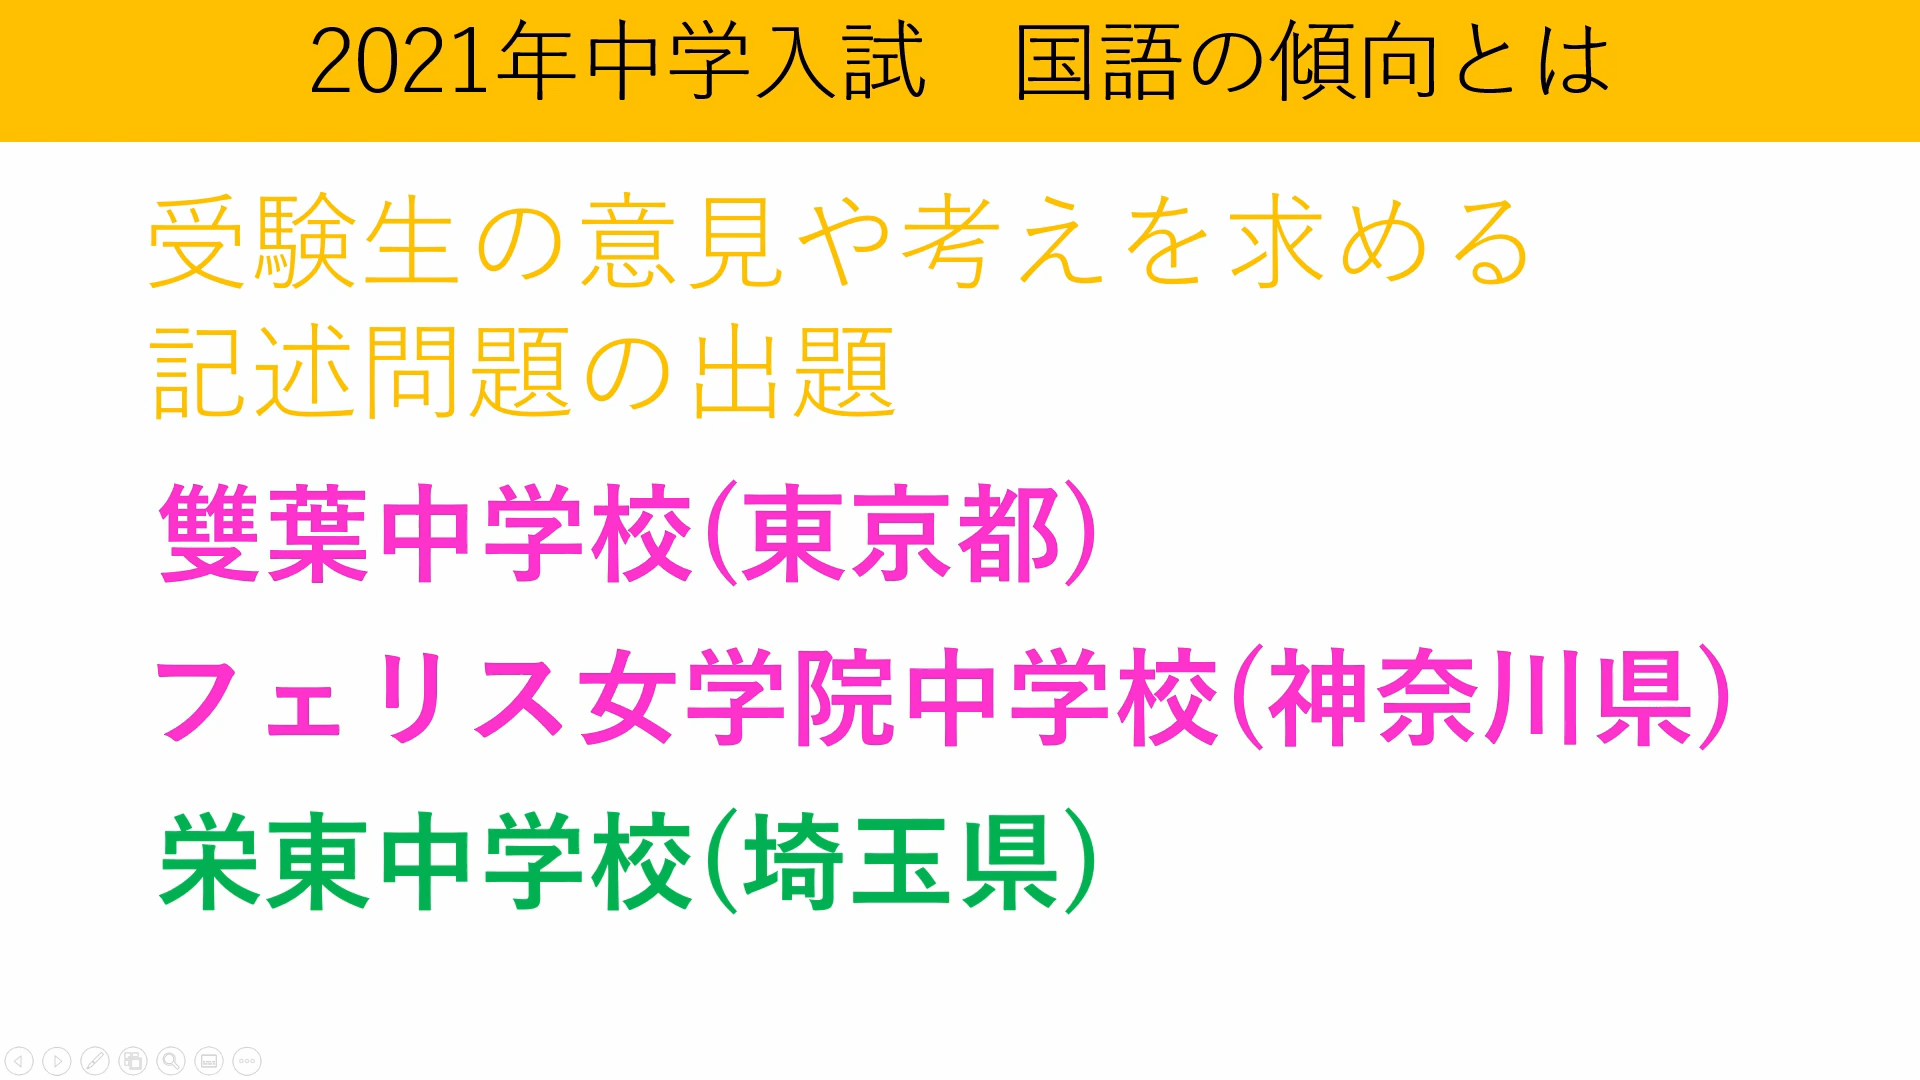 2021年中学入試　国語の傾向とは
受験生の意見や考えを求める
記述問題の出題
雙葉中学校(東京都)
フェリス女学院中学校(神奈川県)
栄東中学校(埼玉県)